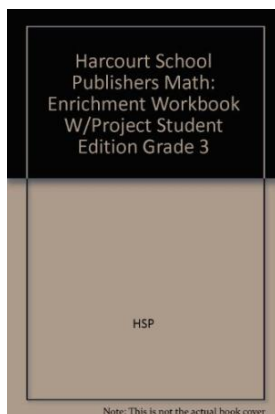 Harcourt School
Publishers Math:
Enrichment Workbook
W/Project Student
Edition Grade 3
HSP
Note: This is not the actual book cover